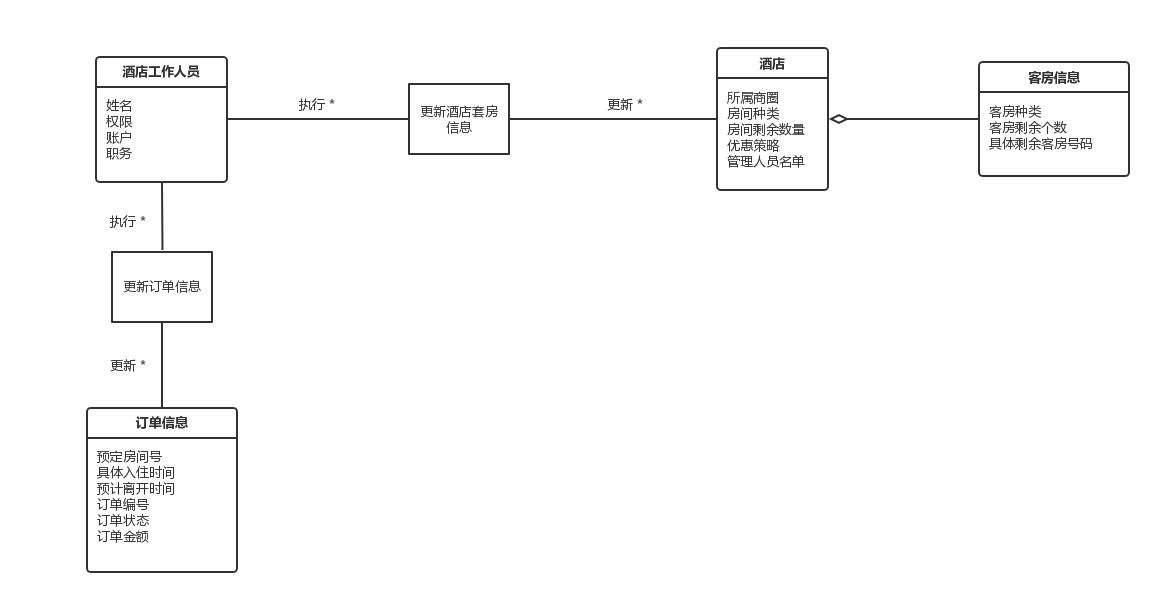 酒店工作人员
姓名
权限
账户
职务
执行 *
更新酒店套房
信息
更新 *
酒店
所属商圈
房间种类
房间剩余数量
优惠策略
管理人员名单
客房信息
客房种类
客房剩余个数
具体剩余客房号码
执行 *
更新订单信息
更新 *
订单信息
预定房间号
具体入住时间
预计离开时间
订单编号
订单状态
订单金额